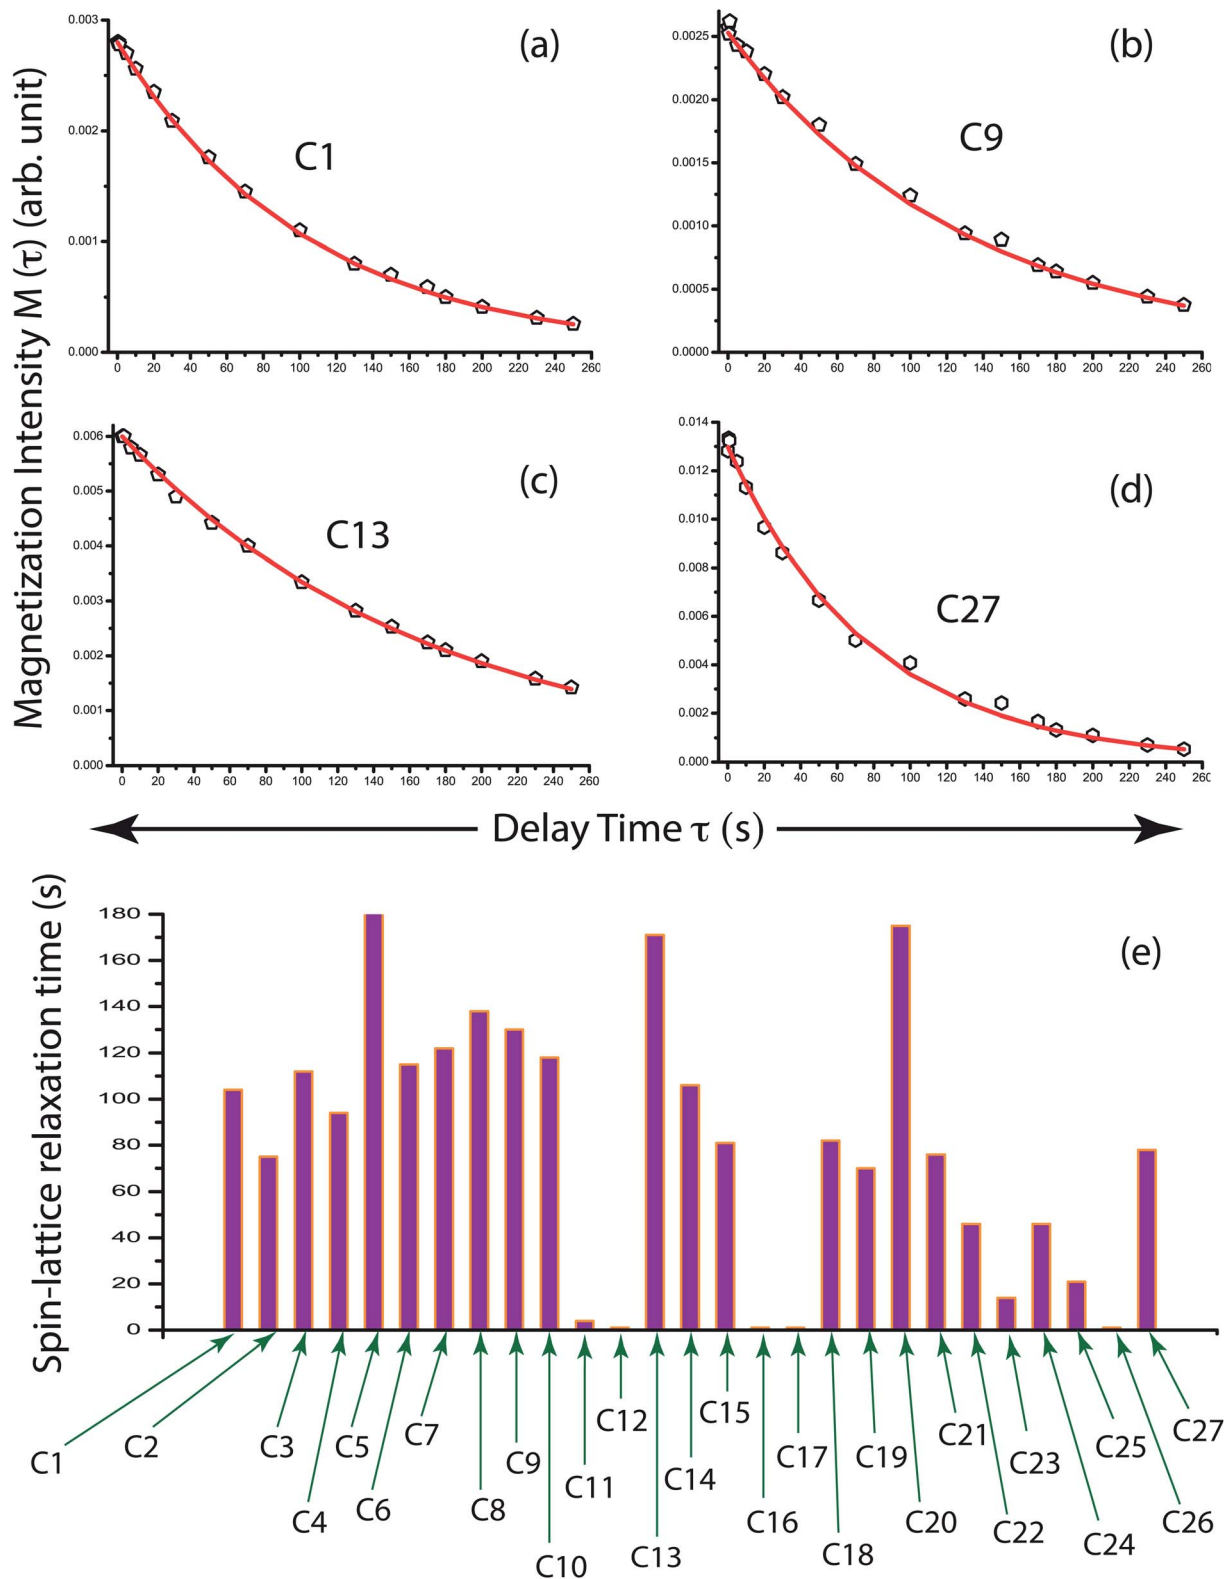 Magnetization Intensity M (τ) (arb. unit)
(a)
C1
0.003
0.002
0.001
0.000
0 20 40 60 80 100 120 140 160 180 200 220 240 260
(b)
C9
0.0025
0.0020
0.0015
0.0010
0.0005
0.0000
0 20 40 60 80 100 120 140 160 180 200 220 240 260
(c)
C13
0.006
0.005
0.004
0.003
0.002
0.001
0.000
0 20 40 60 80 100 120 140 160 180 200 220 240 260
(d)
C27
0.014
0.012
0.010
0.008
0.006
0.004
0.002
0.000
0 20 40 60 80 100 120 140 160 180 200 220 240 260
Delay Time τ (s)
Spin-lattice relaxation time (s)
(e)
180
160
140
120
100
80
60
40
20
0
C1 C2 C3 C4 C5 C6 C7 C8 C9 C10 C11 C12 C13 C14 C15 C16 C17 C18 C19 C20 C21 C22 C23 C24 C25 C26 C27